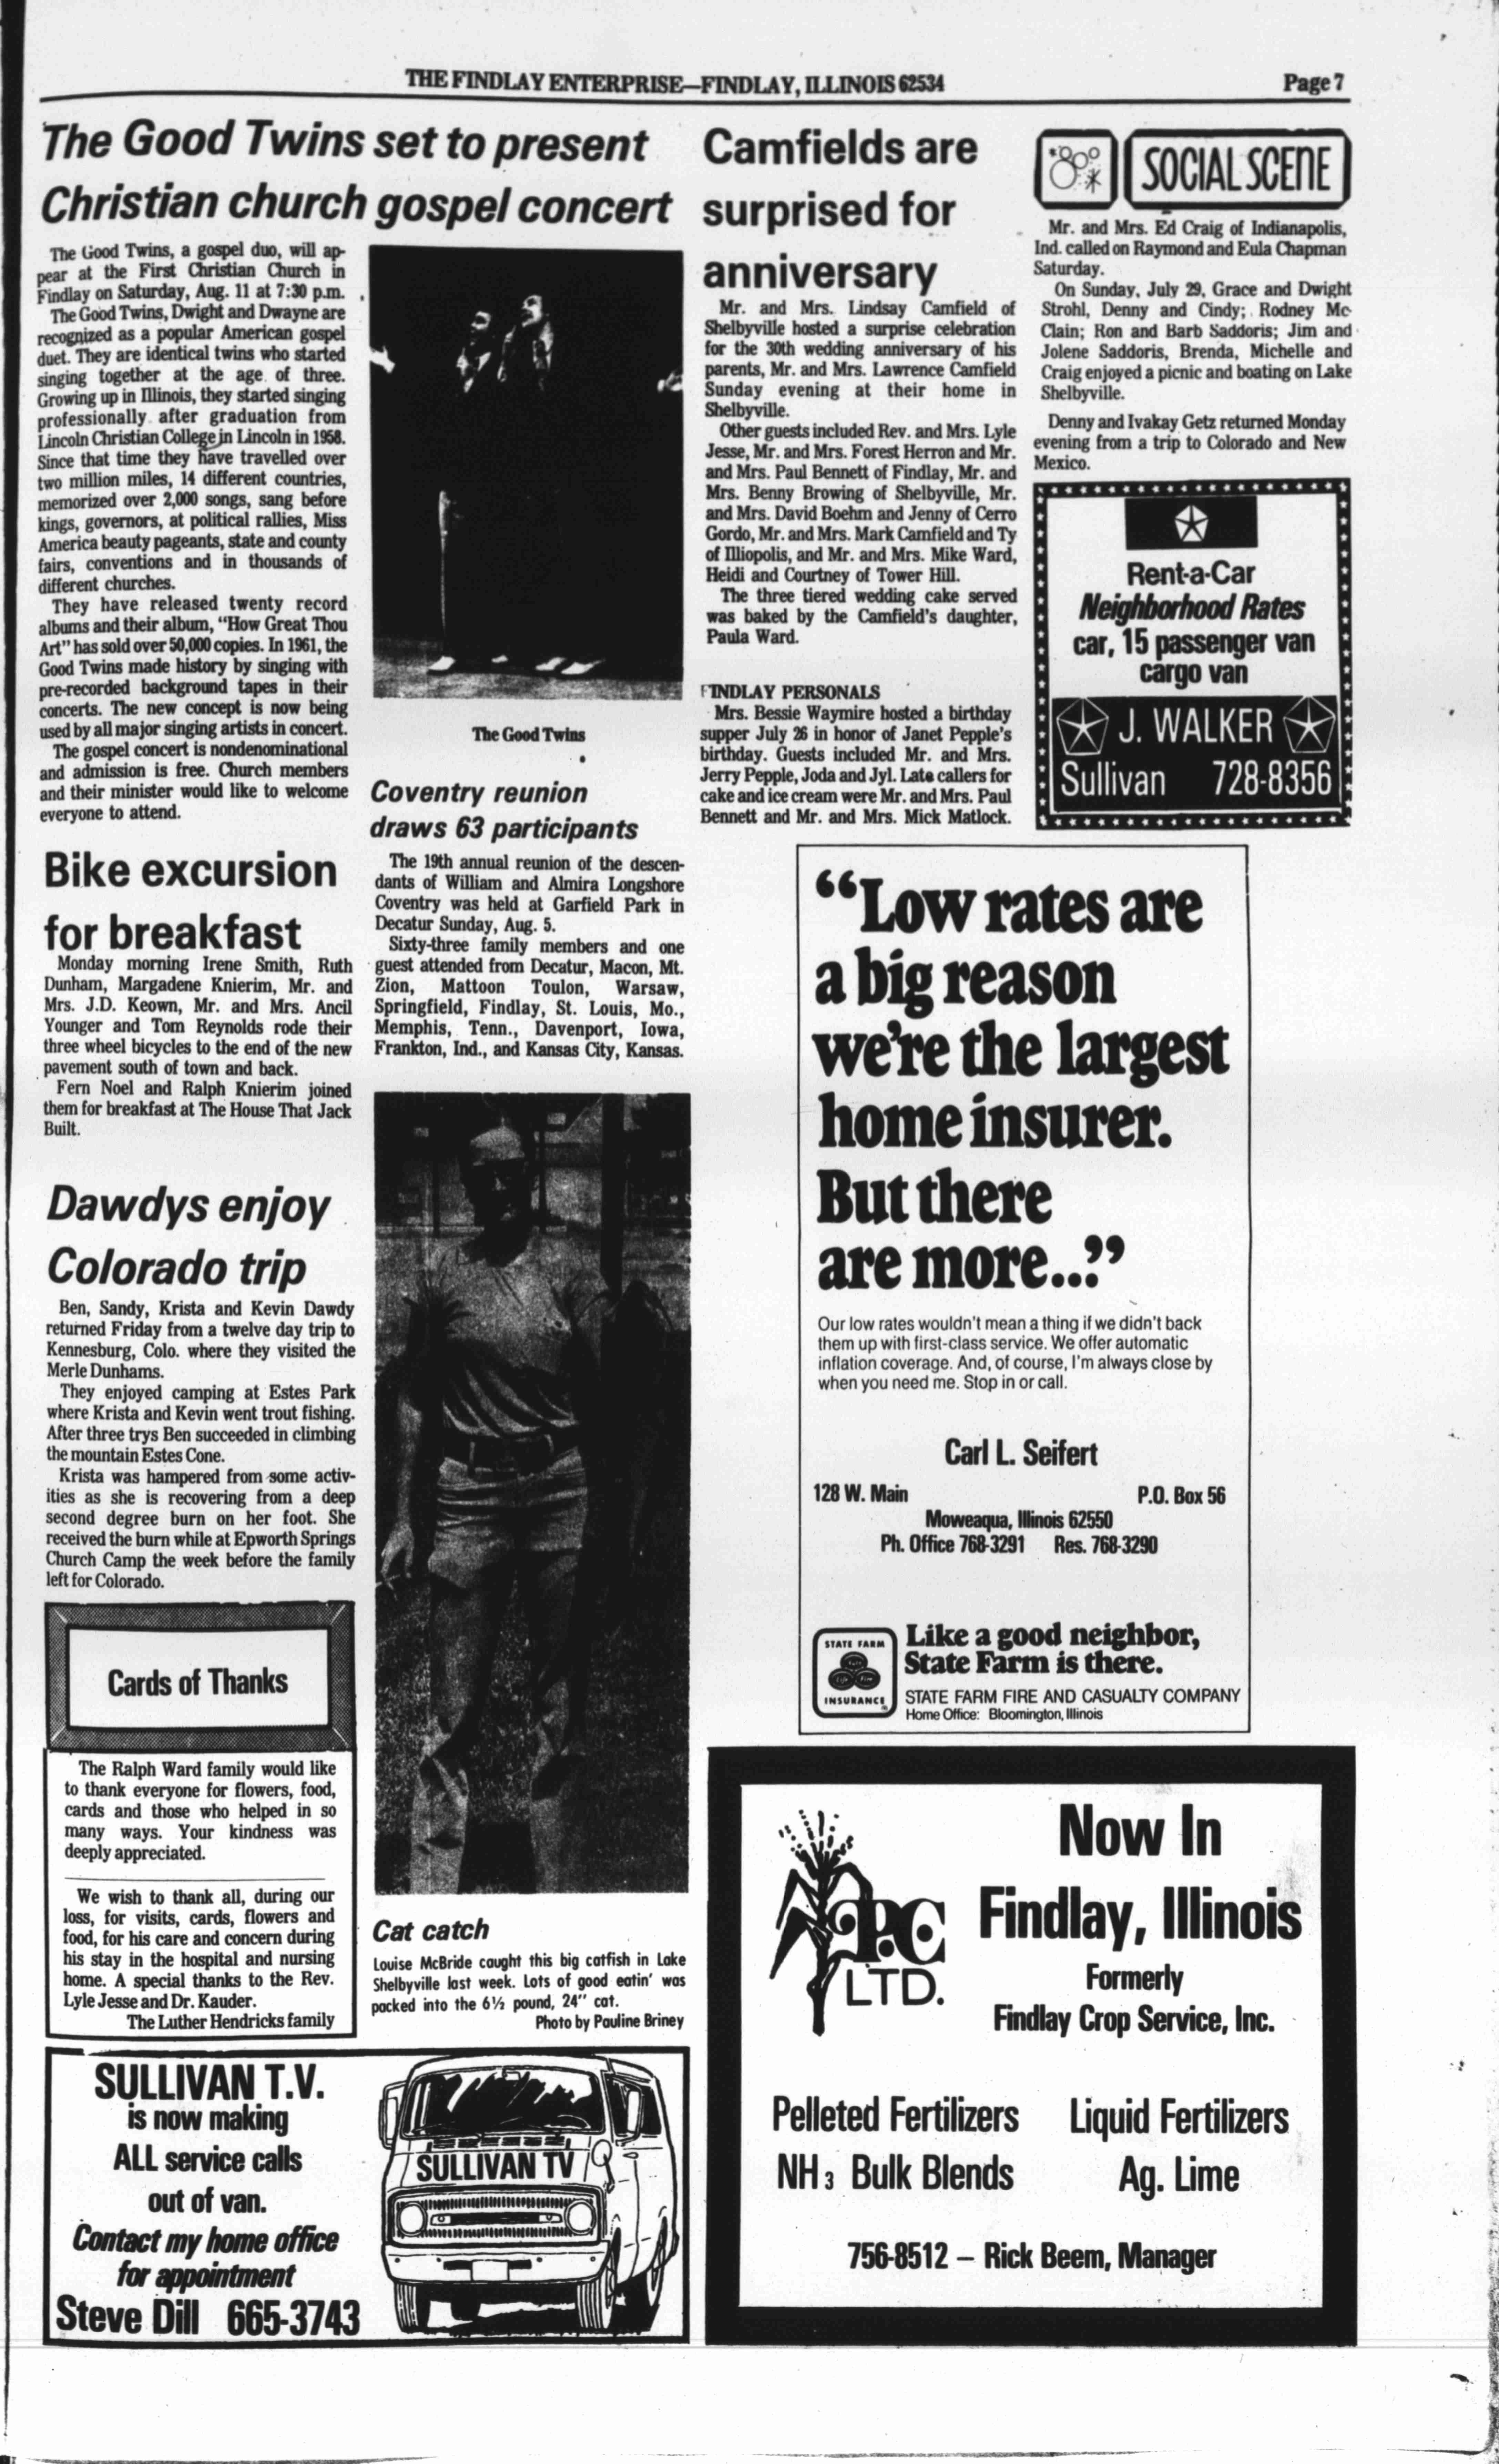 THE FINDLAY ENTERPRISE—FINDLAY, ILLINOIS 62534
Page 7
The Good Twins set to present
Christian church gospel concert
The Good Twins, a gospel duo, will ap-
pear at the First Christian Church in
Findlay on Saturday, Aug. 11 at 7:30 p.m.
The Good Twins, Dwight and Dwayne are
recognized as a popular American gospel
duet. They are identical twins who started
singing together at the age of three.
Growing up in Illinois, they started singing
professionally after graduation from
Lincoln Christian College in Lincoln in 1958.
Since that time they have travelled over
two million miles, 14 different countries,
memorized over 2,000 songs, sang before
kings, governors, at political rallies, Miss
America beauty pageants, state and county
fairs, conventions and in thousands of
different churches.
They have released twenty record
albums and their album, "How Great Thou
Art" has sold over 50,000 copies. In 1961, the
Good Twins made history by singing with
pre-recorded background tapes in their
concerts. The new concept is now being
used by all major singing artists in concert.
The gospel concert is nondenominational
and admission is free. Church members
and their minister would like to welcome
everyone to attend.
The Good Twins
Bike excursion
for breakfast
Monday morning Irene Smith, Ruth
Dunham, Margadene Knierim, Mr. and
Mrs. J.D. Keown, Mr. and Mrs. Ancil
Younger and Tom Reynolds rode their
three wheel bicycles to the end of the new
pavement south of town and back.
Fern Noel and Ralph Knierim joined
them for breakfast at The House That Jack
Built.
Dawdys enjoy
Colorado trip
Ben, Sandy, Krista and Kevin Dawdy
returned Friday from a twelve day trip to
Kennesburg, Colo. where they visited the
Merle Dunhams.
They enjoyed camping at Estes Park
where Krista and Kevin went trout fishing.
After three trys Ben succeeded in climbing
the mountain Estes Cone.
Krista was hampered from some activ-
ities as she is recovering from a deep
second degree burn on her foot. She
received the burn while at Epworth Springs
Church Camp the week before the family
left for Colorado.
Cards of Thanks
The Ralph Ward family would like
to thank everyone for flowers, food,
cards and those who helped in so
many ways. Your kindness was
deeply appreciated.
We wish to thank all, during our
loss, for visits, cards, flowers and
food, for his care and concern during
his stay in the hospital and nursing
home. A special thanks to the Rev.
Lyle Jesse and Dr. Kauder.
The Luther Hendricks family
Coventry reunion
draws 63 participants
The 19th annual reunion of the descen-
dants of William and Almira Longshore
Coventry was held at Garfield Park in
Decatur Sunday, Aug. 5.
Sixty-three family members and one
guest attended from Decatur, Macon, Mt.
Zion, Mattoon Toulon, Warsaw,
Springfield, Findlay, St. Louis, Mo.,
Memphis, Tenn., Davenport, Iowa,
Frankton, Ind., and Kansas City, Kansas.
Cat catch
Louise McBride caught this big catfish in Lake
Shelbyville last week. Lots of good eatin' was
packed into the 6½ pound, 24" cat.
Photo by Pauline Briney
SULLIVAN T.V.
is now making
ALL service calls
out of van.
Contact my home office
for appointment
Steve Dill 665-3743
SULLIVAN TV
Camfields are
surprised for
anniversary
Mr. and Mrs. Lindsay Camfield of
Shelbyville hosted a surprise celebration
for the 30th wedding anniversary of his
parents, Mr. and Mrs. Lawrence Camfield
Sunday evening at their home in
Shelbyville.
Other guests included Rev. and Mrs. Lyle
Jesse, Mr. and Mrs. Forest Herron and Mr.
and Mrs. Paul Bennett of Findlay, Mr. and
Mrs. Benny Browing of Shelbyville, Mr.
and Mrs. David Boehm and Jenny of Cerro
Gordo, Mr. and Mrs. Mark Camfield and Ty
of Illiopolis, and Mr. and Mrs. Mike Ward,
Heidi and Courtney of Tower Hill.
The three tiered wedding cake served
was baked by the Camfield's daughter,
Paula Ward.
FINDLAY PERSONALS
Mrs. Bessie Waymire hosted a birthday
supper July 26 in honor of Janet Pepple's
birthday. Guests included Mr. and Mrs.
Jerry Pepple, Joda and Jyl. Late callers for
cake and ice cream were Mr. and Mrs. Paul
Bennett and Mr. and Mrs. Mick Matlock.
SOCIAL SCENE
Mr. and Mrs. Ed Craig of Indianapolis,
Ind. called on Raymond and Eula Chapman
Saturday.
On Sunday, July 29, Grace and Dwight
Strohl, Denny and Cindy; Rodney Mc-
Clain; Ron and Barb Saddoris; Jim and
Jolene Saddoris, Brenda, Michelle and
Craig enjoyed a picnic and boating on Lake
Shelbyville.
Denny and Ivakay Getz returned Monday
evening from a trip to Colorado and New
Mexico.
Rent-a-Car
Neighborhood Rates
car, 15 passenger van
cargo van
J. WALKER
Sullivan 728-8356
“Low rates are
a big reason
we're the largest
home insurer.
But there
are more...”
Our low rates wouldn't mean a thing if we didn't back
them up with first-class service. We offer automatic
inflation coverage. And, of course, I'm always close by
when you need me. Stop in or call.
Carl L. Seifert
128 W. Main P.O. Box 56
Moweaqua, Illinois 62550
Ph. Office 768-3291 Res. 768-3290
STATE FARM
INSURANCE
Like a good neighbor,
State Farm is there.
STATE FARM FIRE AND CASUALTY COMPANY
Home Office: Bloomington, Illinois
Now In
Findlay, Illinois
Formerly
Findlay Crop Service, Inc.
LTD.
Pelleted Fertilizers Liquid Fertilizers
NH3 Bulk Blends Ag. Lime
756-8512 – Rick Beem, Manager